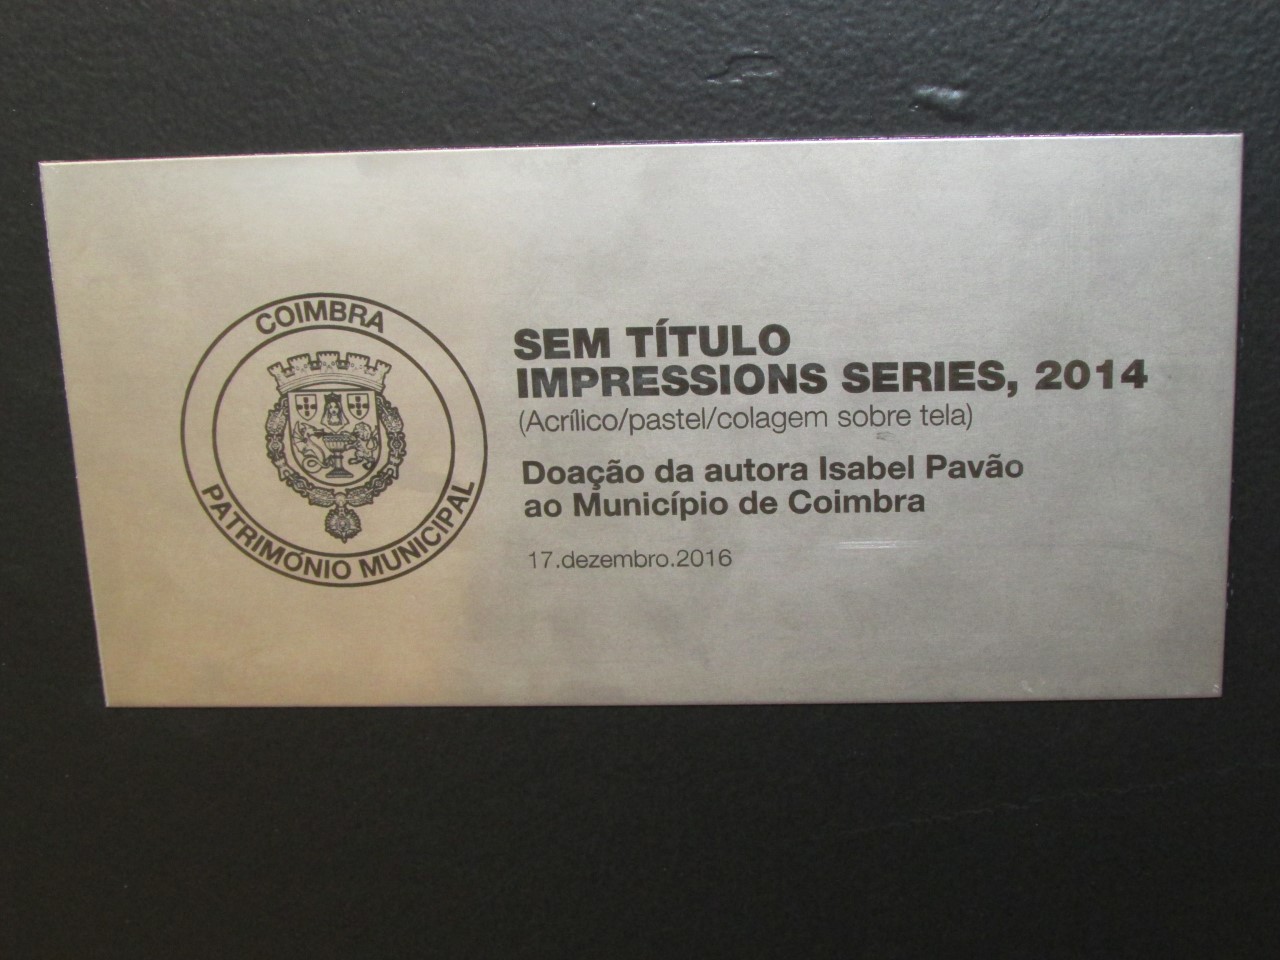 COIMBRA
PATRIMÓNIO MUNICIPAL
SEM TÍTULO
IMPRESSIONS SERIES, 2014
(Acrílico/pastel/colagem sobre tela)
Doação da autora Isabel Pavão
ao Município de Coimbra
17.dezembro.2016